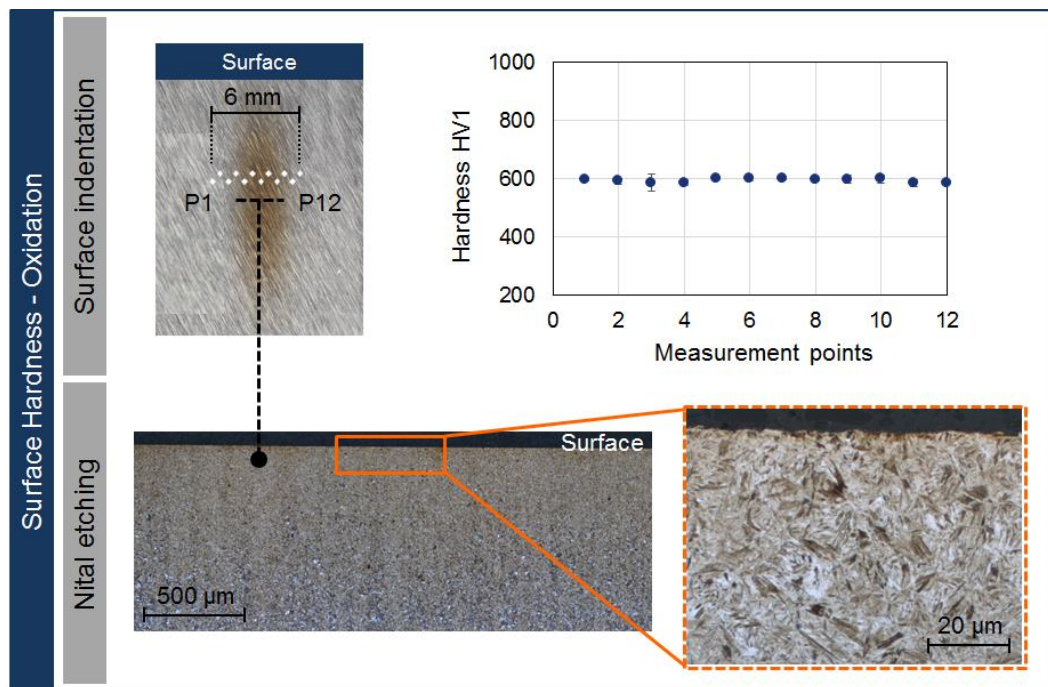 Surface Hardness - Oxidation
Surface indentation
Surface
6 mm
P1
P12
Hardness HV1
1000
800
600
400
200
0
2
4
6
8
10
12
Measurement points
Nital etching
Surface
500 µm
20 µm